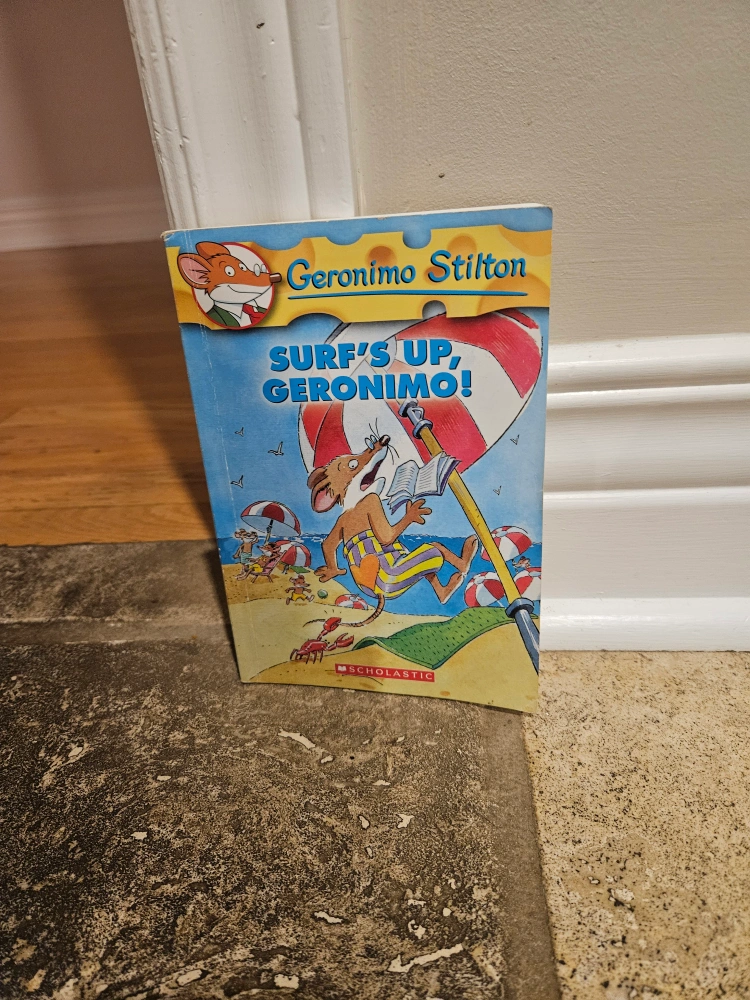 Geronimo Stilton
SURF'S UP,
GERONIMO!
SCHOLASTIC